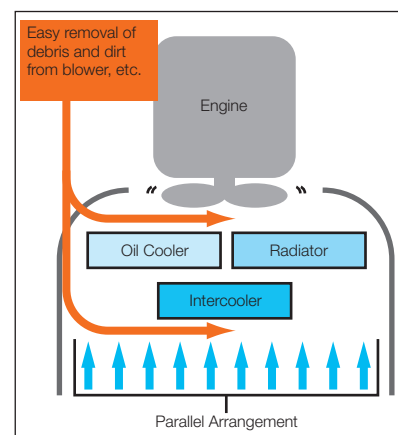 Easy removal of
debris and dirt
from blower, etc.
Engine
Oil Cooler
Radiator
Intercooler
Parallel Arrangement